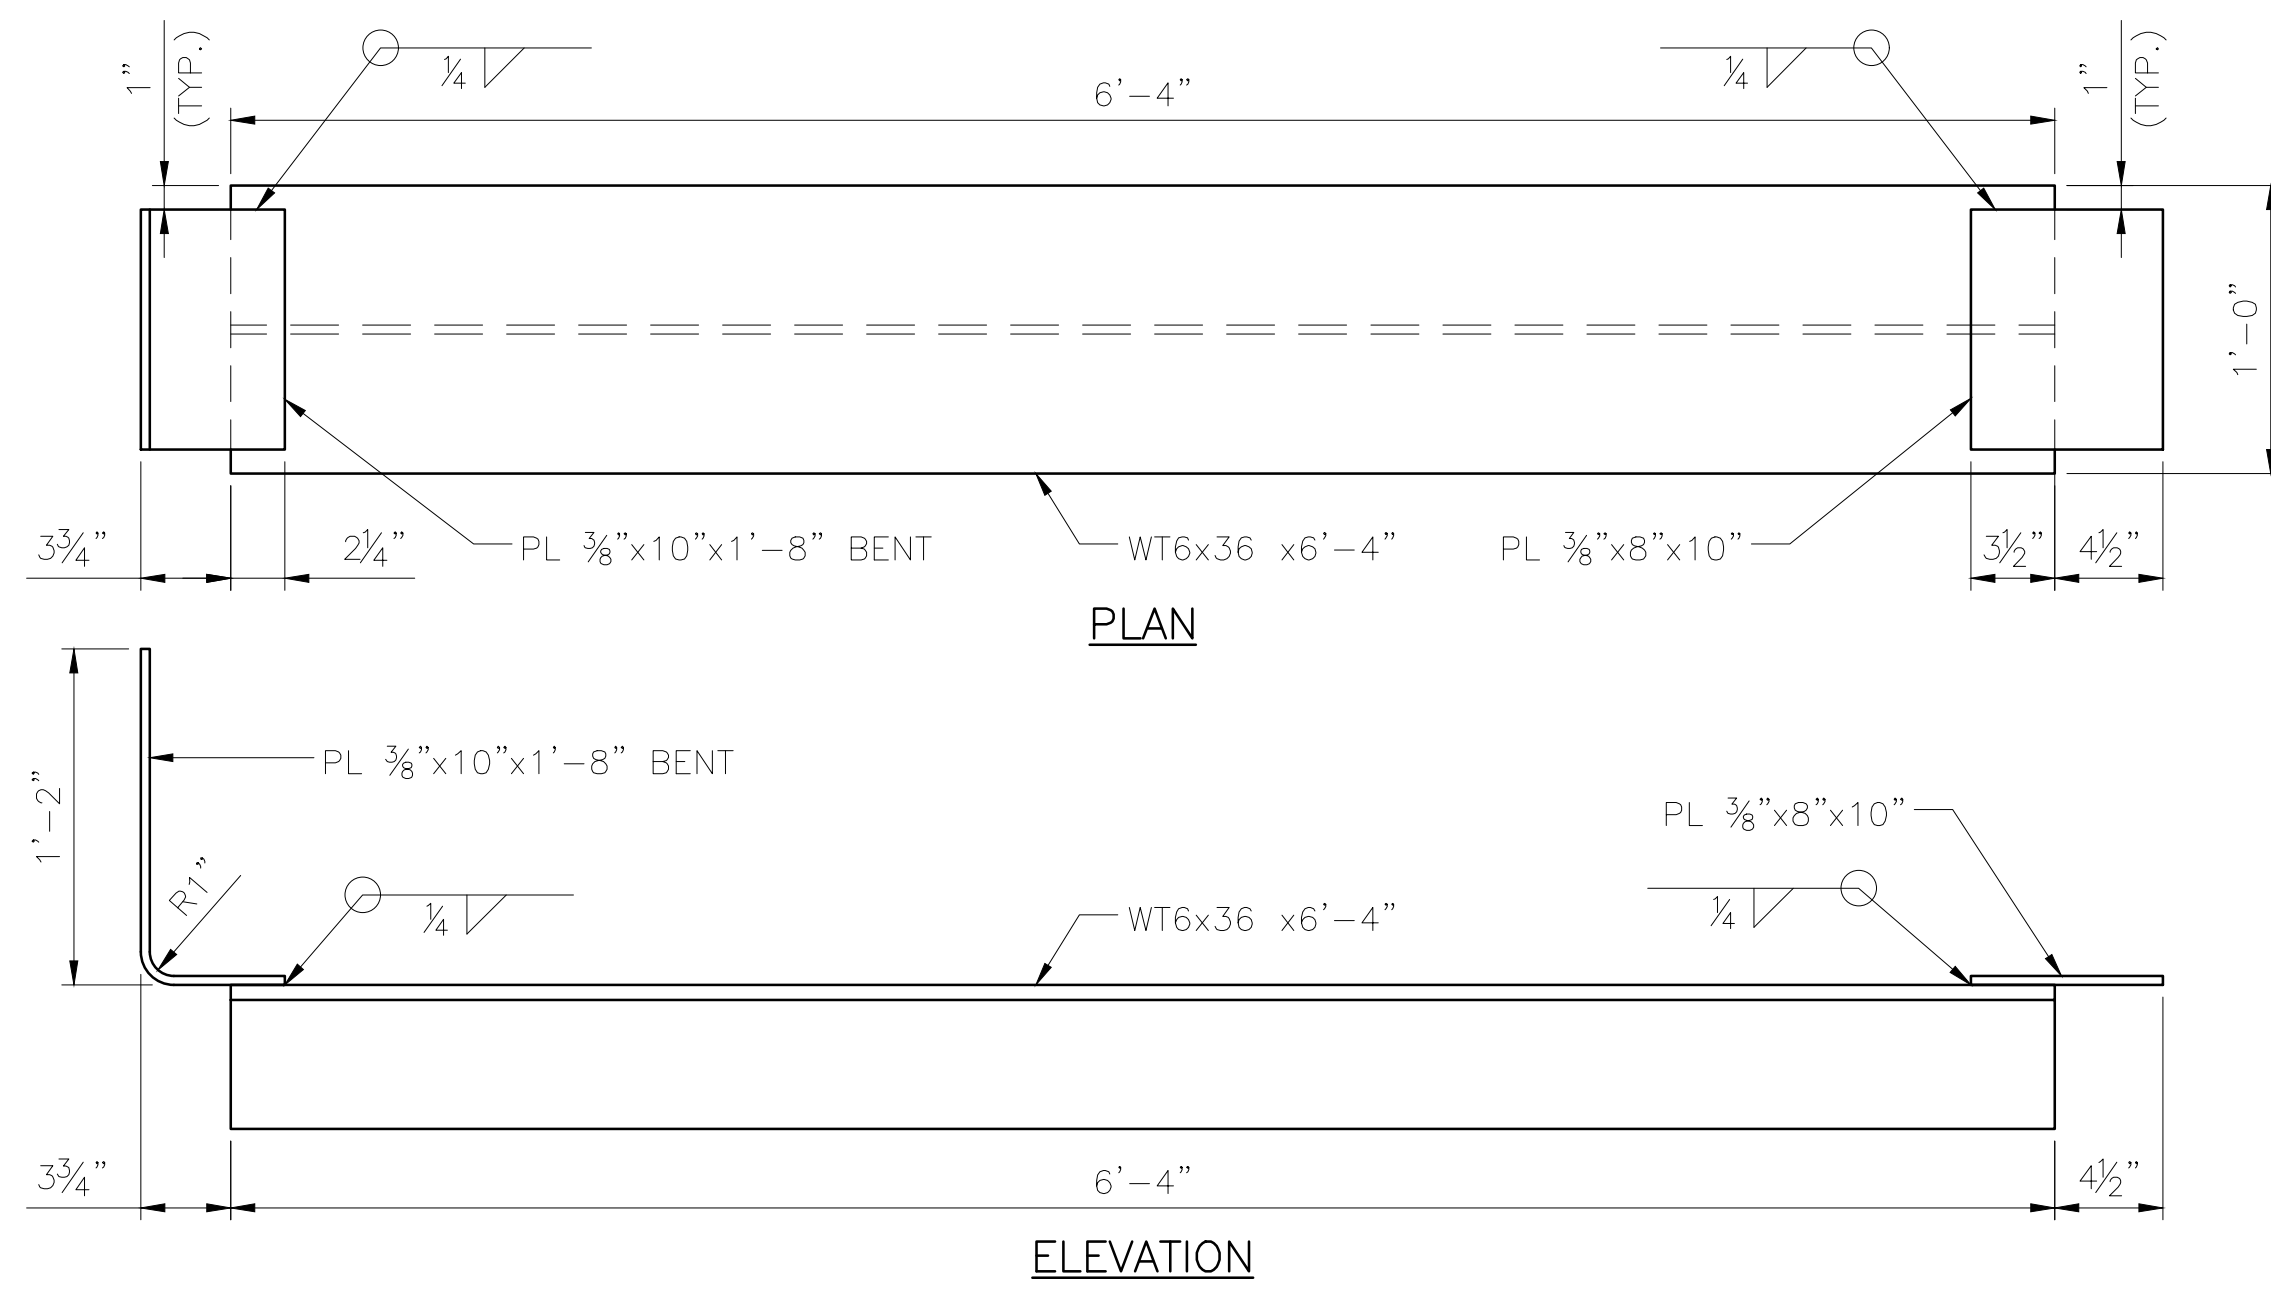 1” (TYP.)
1/4
6’-4”
1/4
1” (TYP.)
1’-0”
3 3/4”
2 1/4”
PL 3/8”x10”x1’-8” BENT
WT6x36 x6’-4”
PL 3/8”x8”x10”
3 1/2”
4 1/2”
PLAN
1’-2”
PL 3/8”x10”x1’-8” BENT
R1”
1/4
WT6x36 x6’-4”
PL 3/8”x8”x10”
1/4
3 3/4”
6’-4”
4 1/2”
ELEVATION